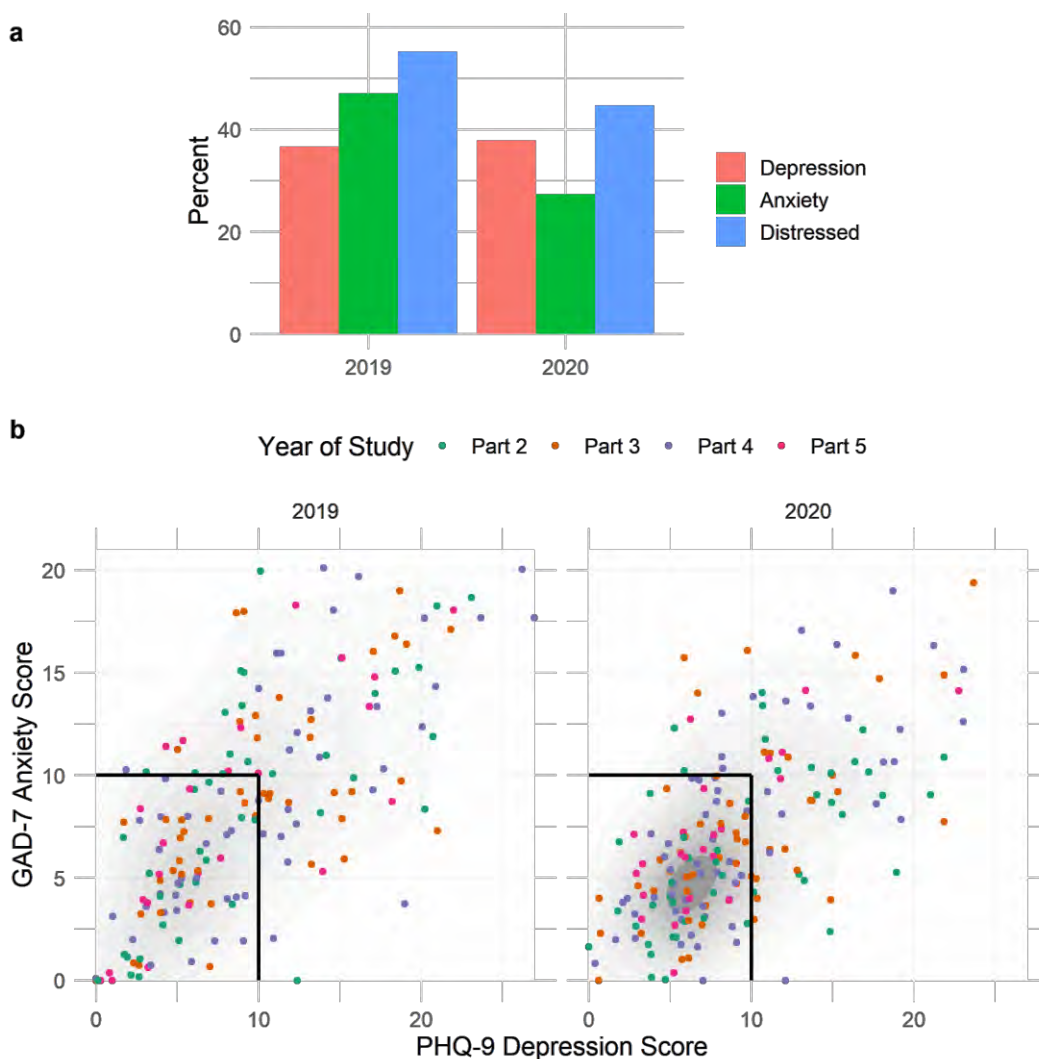 a
60
40
20
0
Percent
2019
2020
Depression
Anxiety
Distressed
b
Year of Study
Part 2
Part 3
Part 4
Part 5
2019
2020
GAD-7 Anxiety Score
20
15
10
5
0
0
10
20
0
10
20
PHQ-9 Depression Score